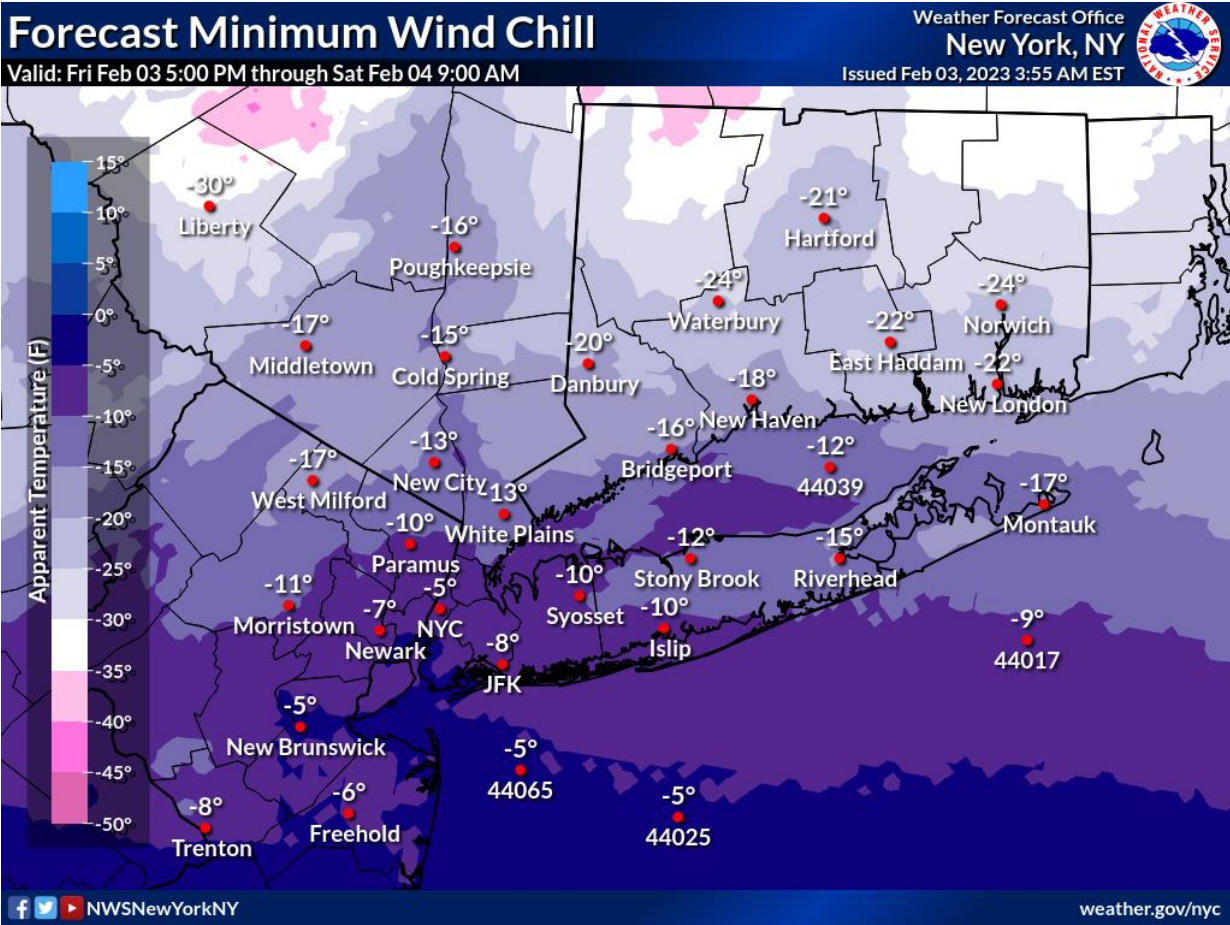 Forecast Minimum Wind Chill
Valid: Fri Feb 03 5:00 PM through Sat Feb 04 9:00 AM
Weather Forecast Office
New York, NY
Issued Feb 03, 2023 3:55 AM EST
NATIONAL WEATHER SERVICE
Apparent Temperature (F)
15°
10°
5°
0°
-5°
-10°
-15°
-20°
-25°
-30°
-35°
-40°
-45°
-50°
-30°
Liberty
-16°
Poughkeepsie
-21°
Hartford
-24°
Waterbury
-24°
Norwich
-17°
Middletown
-15°
Cold Spring
-20°
Danbury
-22°
East Haddam
-22°
New London
-18°
New Haven
-16°
Bridgeport
-12°
44039
-13°
New City
-17°
West Milford
-13°
White Plains
-17°
Montauk
-10°
Paramus
-12°
Stony Brook
-15°
Riverhead
-11°
Morristown
-7°
Newark
-5°
NYC
-10°
Syosset
-10°
Islip
-8°
JFK
-9°
44017
-5°
New Brunswick
-5°
44065
-5°
44025
-8°
Trenton
-6°
Freehold
NWSNewYorkNY
weather.gov/nyc